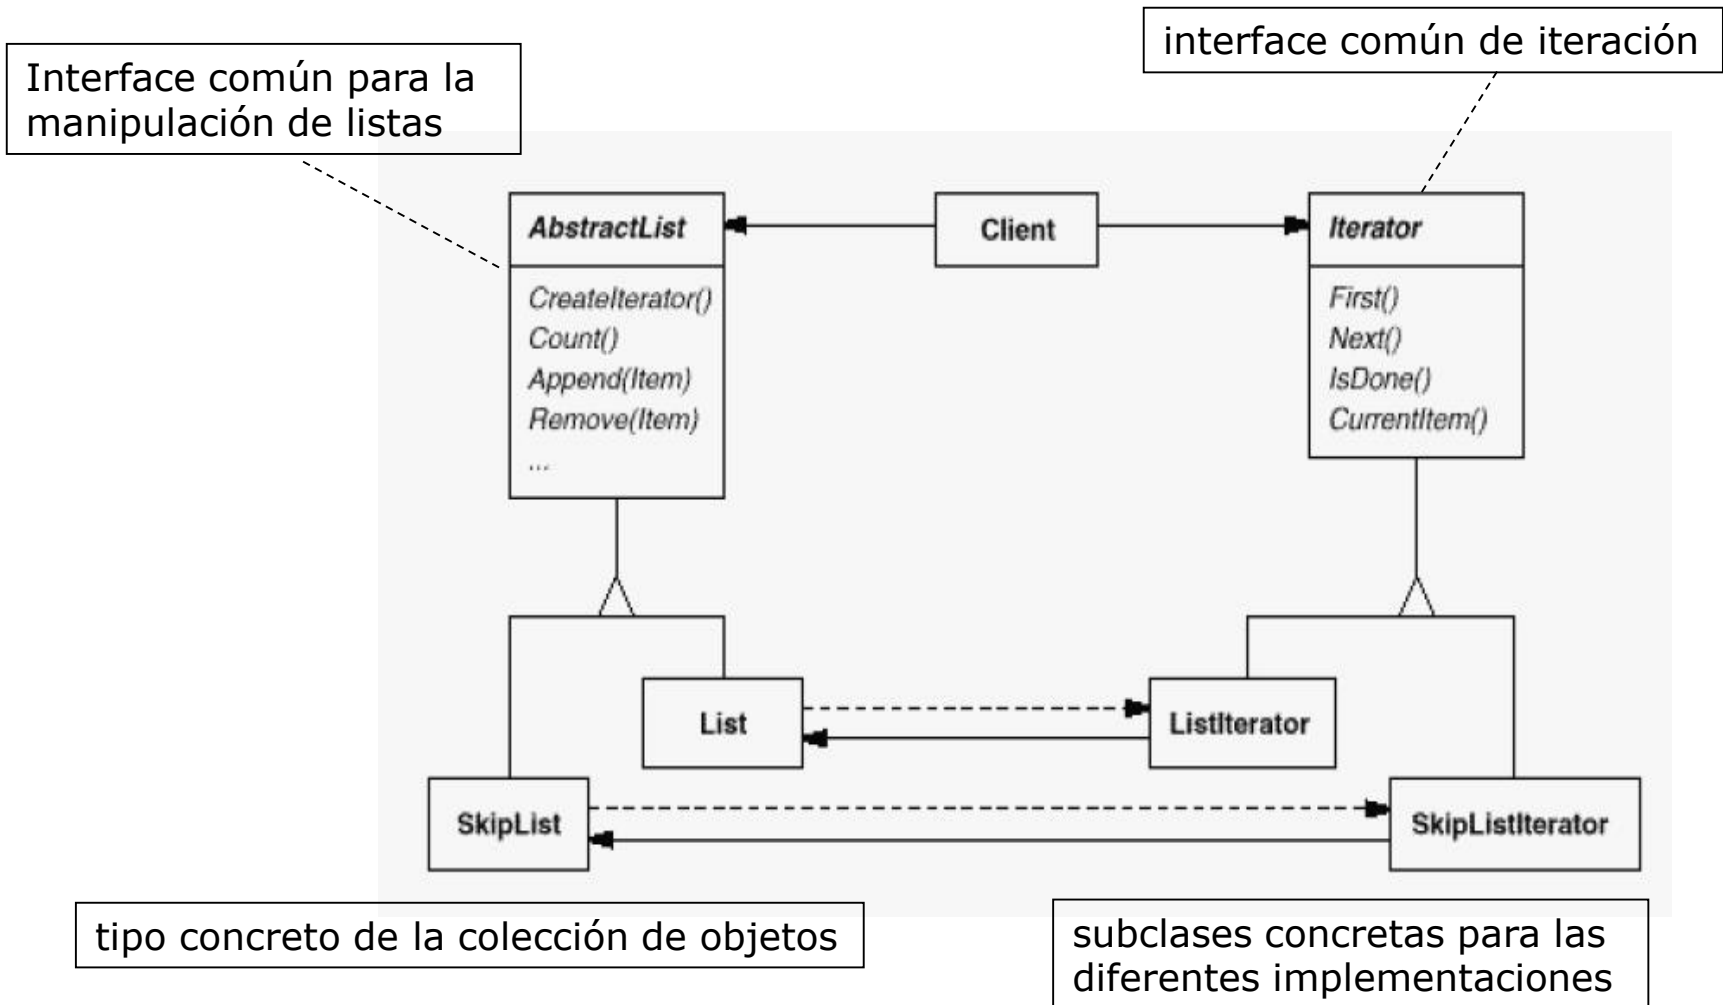 interface común de iteración
Interface común para la
manipulación de listas
AbstractList
CreateIterator()
Count()
Append(Item)
Remove(Item)
...
Client
Iterator
First()
Next()
IsDone()
CurrentItem()
List
ListIterator
SkipList
SkipListIterator
tipo concreto de la colección de objetos
subclases concretas para las
diferentes implementaciones